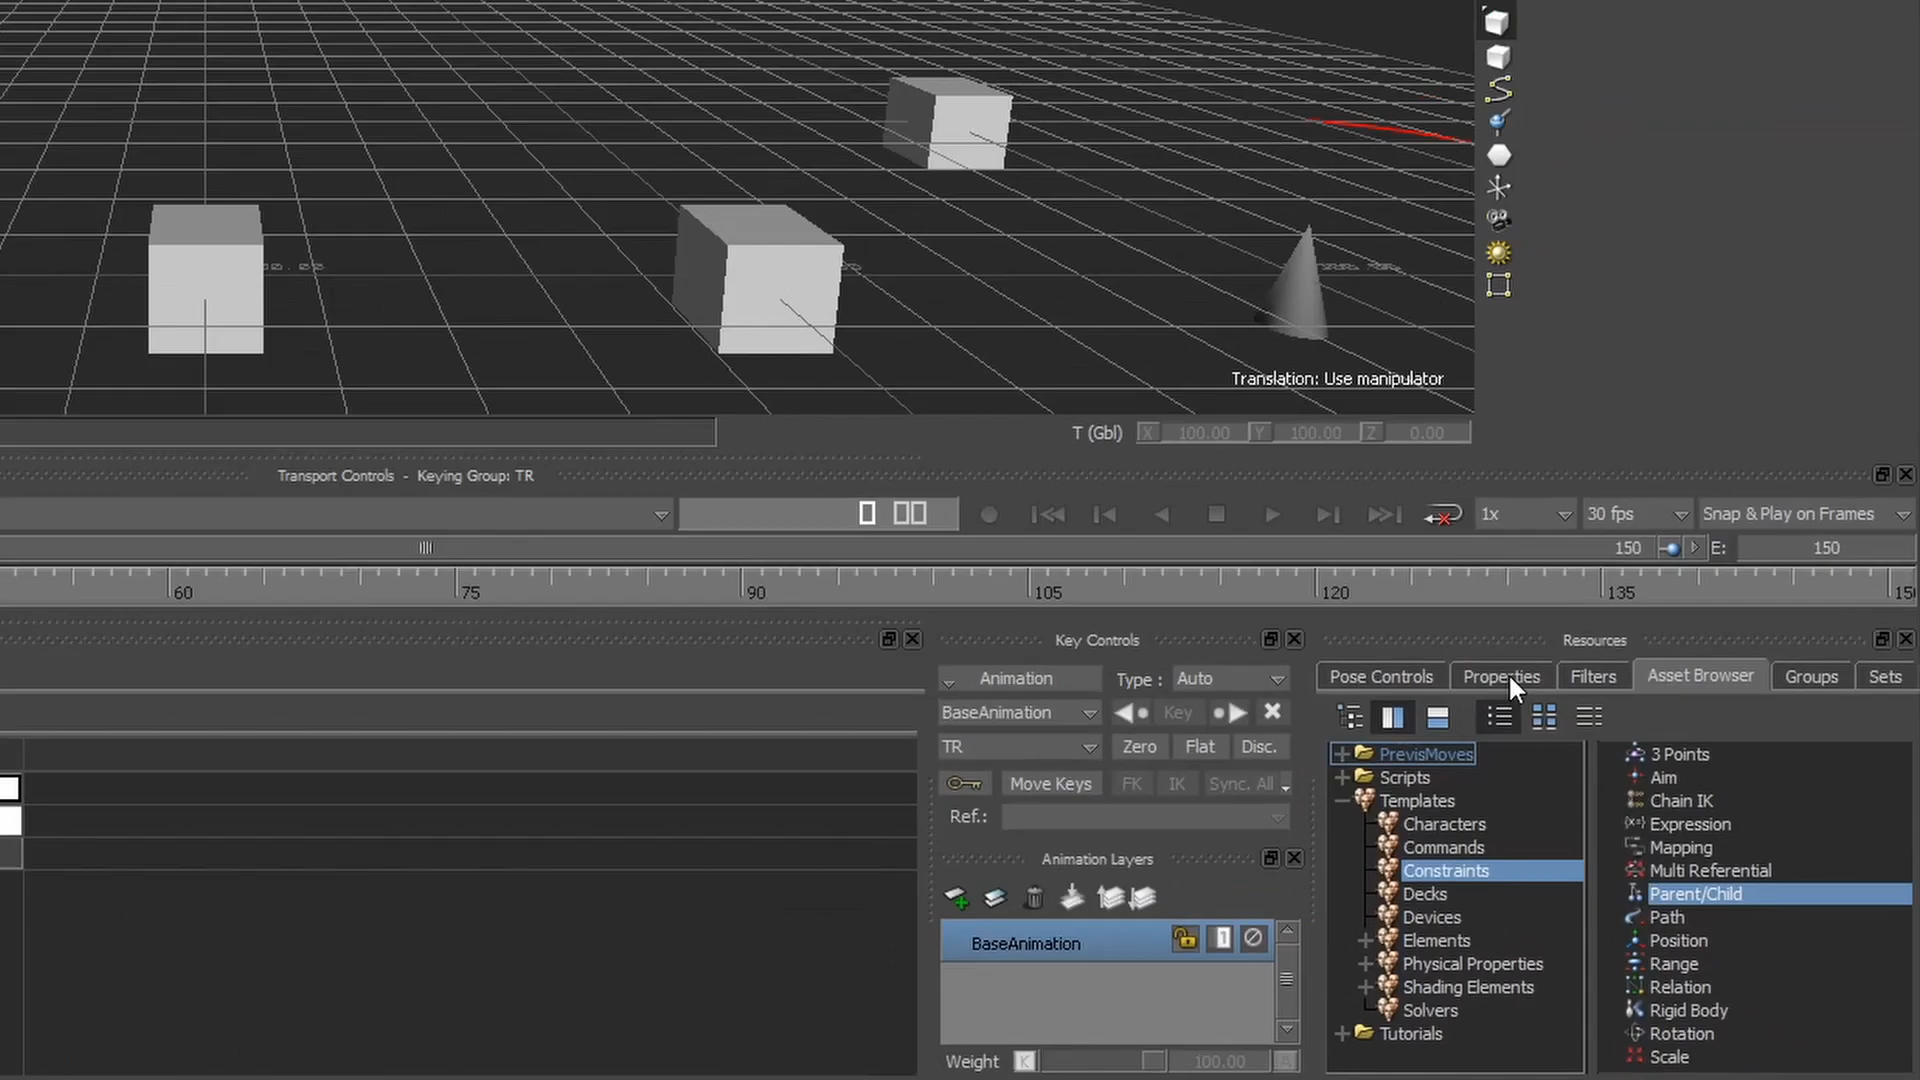 Translation: Use manipulator
T (Gbl) X 100.00 Y 100.00 Z 0.00
Transport Controls - Keying Group: TR
1x 30 fps Snap & Play on Frames
150 E: 150
60 75 90 105 120 135
Key Controls
Resources
Animation Type : Auto
Pose Controls Properties Filters Asset Browser Groups Sets
BaseAnimation Key
TR Zero Flat Disc.
Move Keys FK IK Sync. All
Ref.:
Animation Layers
BaseAnimation 1
Weight K 100.00 A
PrevisMoves
Scripts
Templates
Characters
Commands
Constraints
Decks
Devices
Elements
Physical Properties
Shading Elements
Solvers
Tutorials
3 Points
Aim
Chain IK
Expression
Mapping
Multi Referential
Parent/Child
Path
Position
Range
Relation
Rigid Body
Rotation
Scale